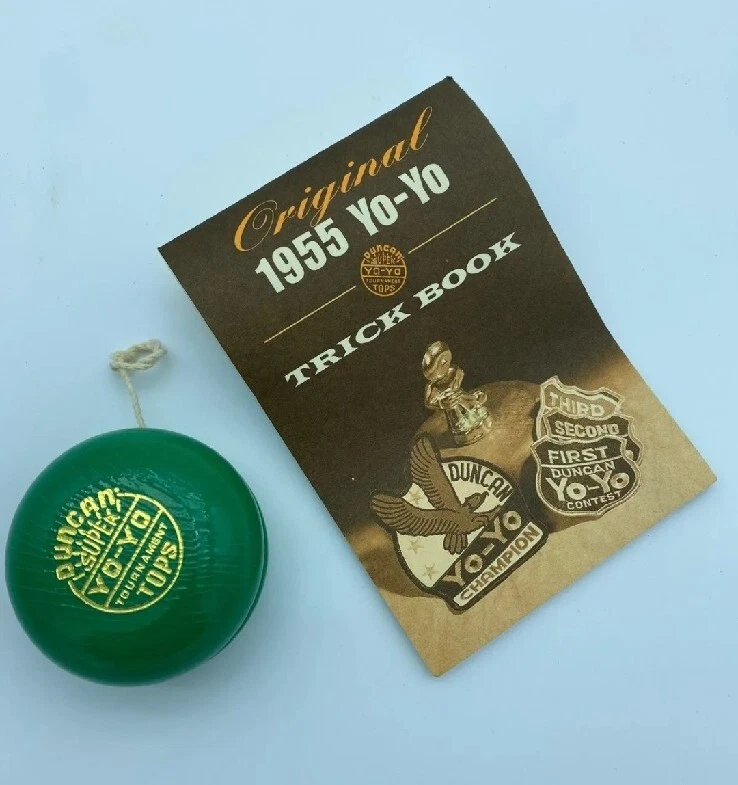 Original
1955 Yo-Yo
DUNCAN
SUPER
YO-YO
TOURNAMENT
TOPS
TRICK BOOK
THIRD
SECOND
FIRST
DUNCAN
Yo-Yo
CONTEST
DUNCAN
YO-YO
CHAMPION
DUNCAN
SUPER
YO-YO
TOURNAMENT
TOPS